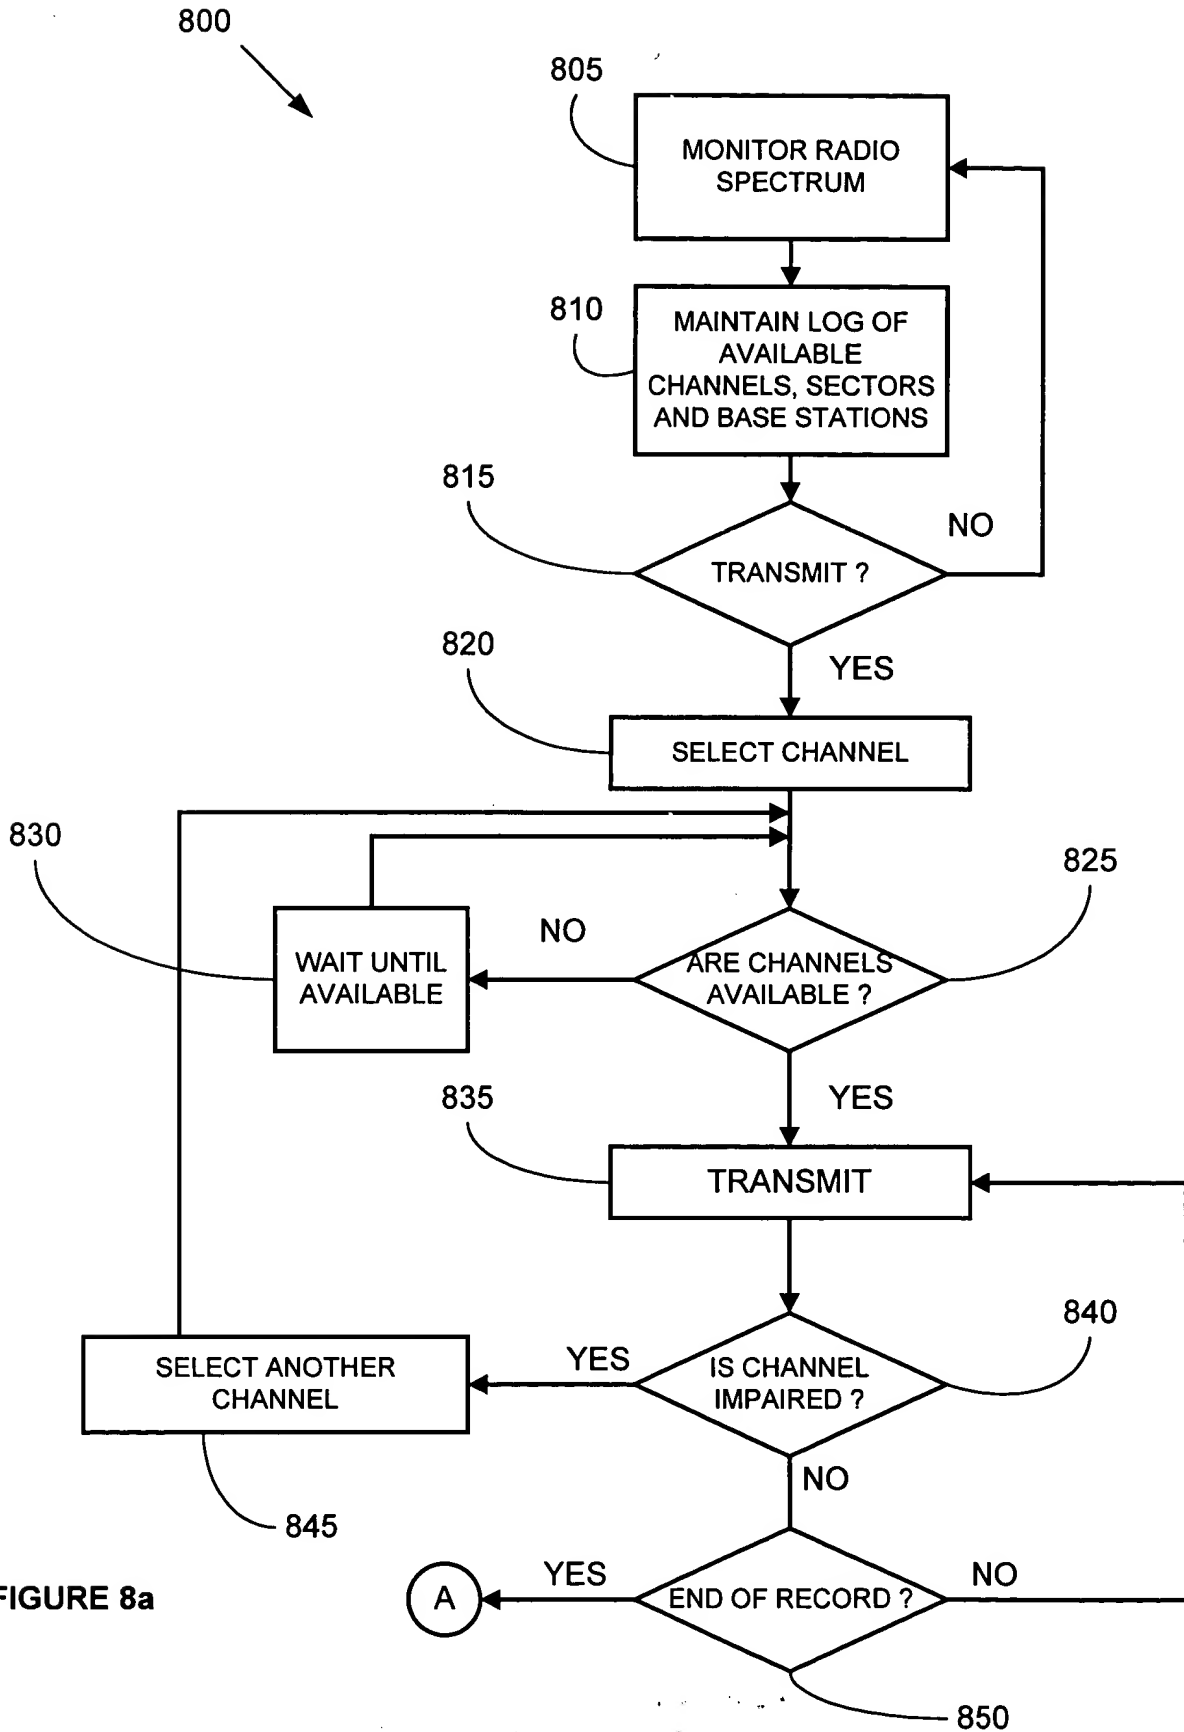 800
805
MONITOR RADIO
SPECTRUM
810
MAINTAIN LOG OF
AVAILABLE
CHANNELS, SECTORS
AND BASE STATIONS
815
NO
TRANSMIT ?
820
YES
SELECT CHANNEL
830
825
NO
WAIT UNTIL
AVAILABLE
ARE CHANNELS
AVAILABLE ?
835
YES
TRANSMIT
840
SELECT ANOTHER
CHANNEL
YES
IS CHANNEL
IMPAIRED ?
NO
845
FIGURE 8a
A
YES
END OF RECORD ?
NO
850